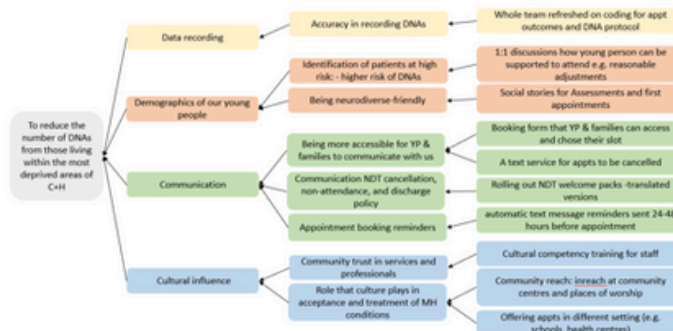 Data recording
Accuracy in recording DNAs
Whole team refreshed on coding for appt
outcomes and DNA protocol
To reduce the
number of DNAs
from those living
within the most
deprived areas of
C+H
Demographics of our young
people
Identification of patients at high
risk: - higher risk of DNAs
1:1 discussions how young person can be
supported to attend e.g. reasonable
adjustments
Being neurodiverse-friendly
Social stories for Assessments and first
appointments
Communication
Being more accessible for YP &
families to communicate with us
Booking form that YP & families can access
and chose their slot
A text service for appts to be cancelled
Communication NDT cancellation,
non-attendance, and discharge
policy
Rolling out NDT welcome packs -translated
versions
Appointment booking reminders
automatic text message reminders sent 24-48
hours before appointment
Cultural influence
Community trust in services and
professionals
Cultural competency training for staff
Role that culture plays in
acceptance and treatment of MH
conditions
Community reach: inreach at community
centres and places of worship
Offering appts in different setting (e.g.
schools, health centres)